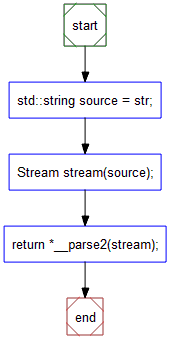 start
std::string source = str;
Stream stream(source);
return *__parse2(stream);
end